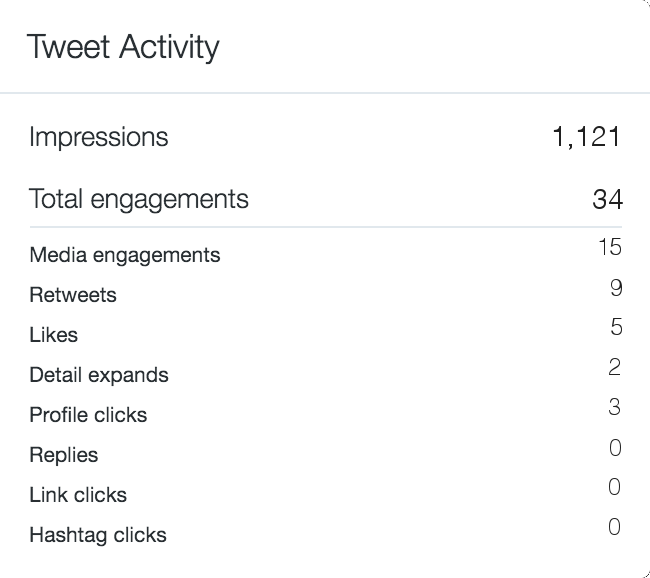 Tweet Activity
Impressions 1,121
Total engagements 34
Media engagements 15
Retweets 9
Likes 5
Detail expands 2
Profile clicks 3
Replies 0
Link clicks 0
Hashtag clicks 0